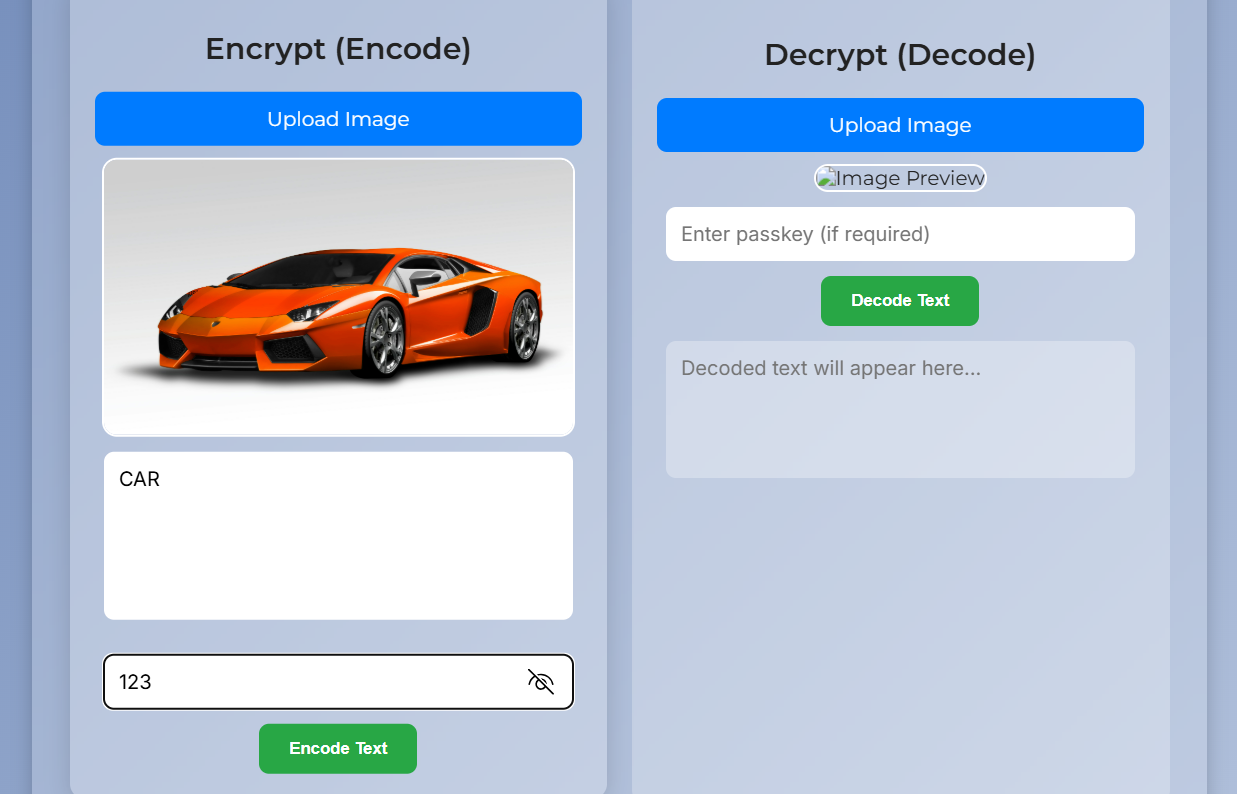 Encrypt (Encode)
Upload Image
CAR
123
Encode Text
Decrypt (Decode)
Upload Image
Image Preview
Enter passkey (if required)
Decode Text
Decoded text will appear here...